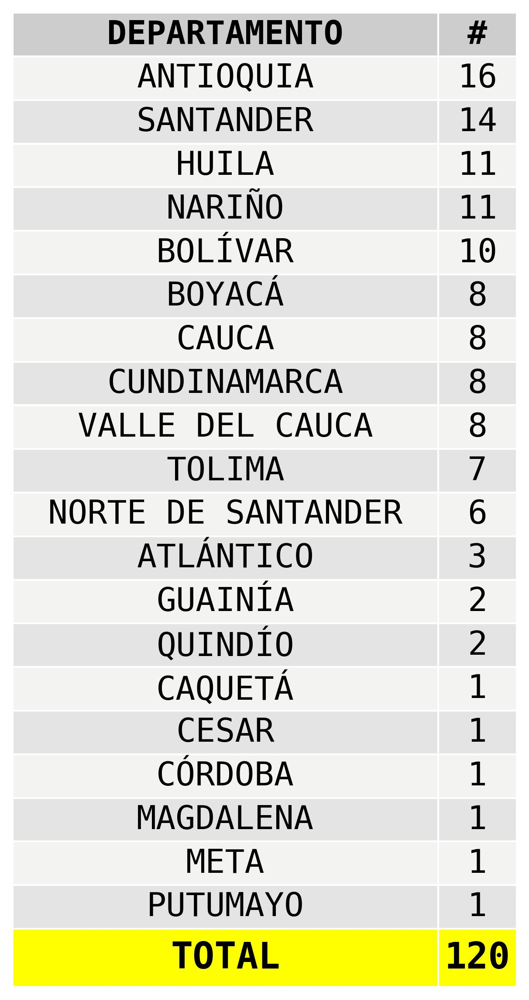 DEPARTAMENTO #
ANTIOQUIA 16
SANTANDER 14
HUILA 11
NARIÑO 11
BOLÍVAR 10
BOYACÁ 8
CAUCA 8
CUNDINAMARCA 8
VALLE DEL CAUCA 8
TOLIMA 7
NORTE DE SANTANDER 6
ATLÁNTICO 3
GUAINÍA 2
QUINDÍO 2
CAQUETÁ 1
CESAR 1
CÓRDOBA 1
MAGDALENA 1
META 1
PUTUMAYO 1
TOTAL 120